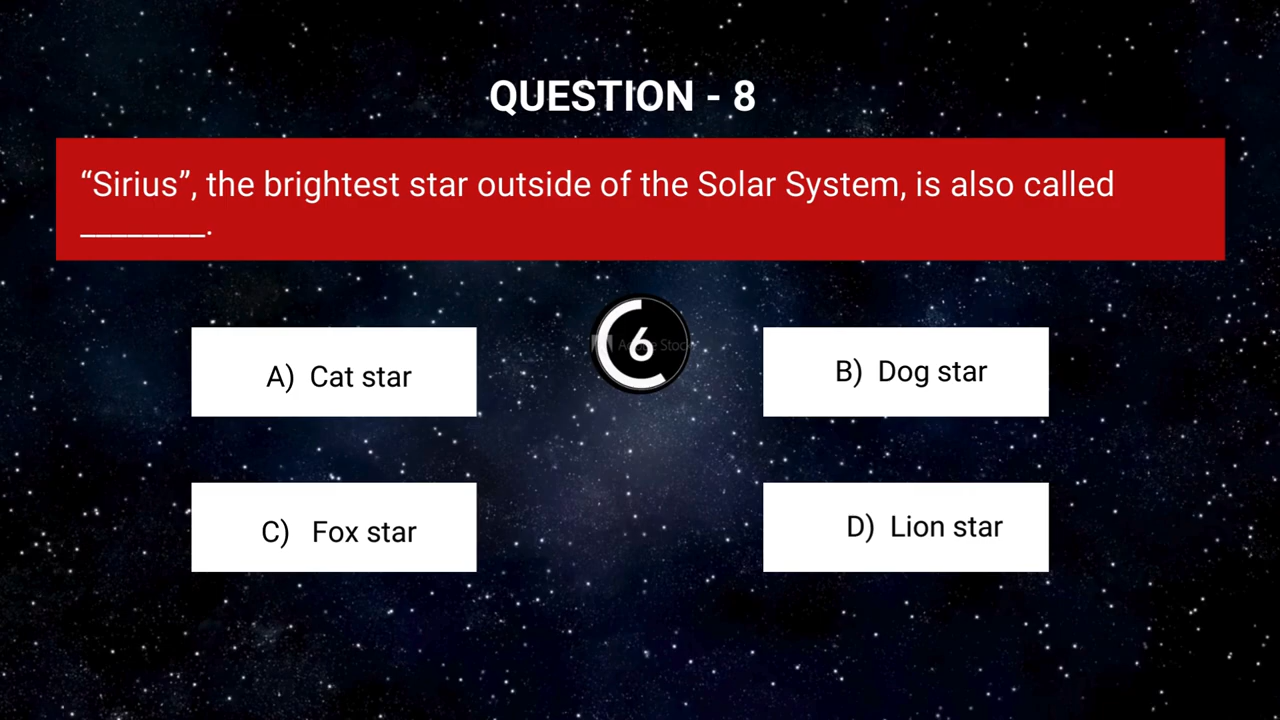 QUESTION - 8
“Sirius”, the brightest star outside of the Solar System, is also called
________.
6
A) Cat star
B) Dog star
C) Fox star
D) Lion star